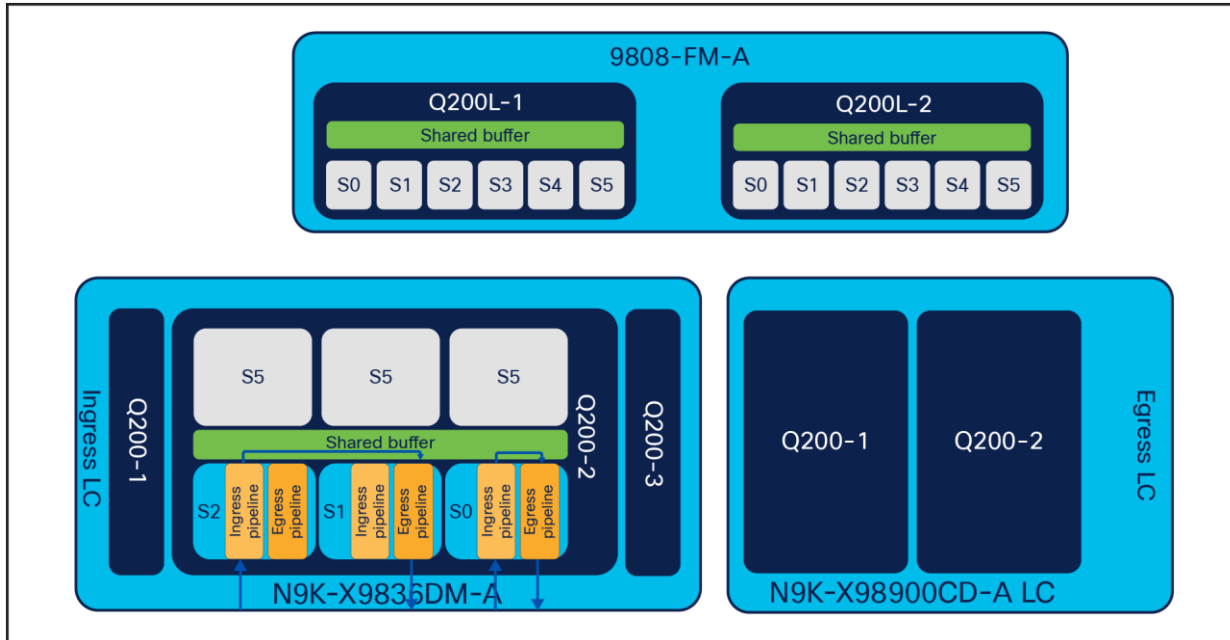 9808-FM-A
Q200L-1
Shared buffer
S0 S1 S2 S3 S4 S5
Q200L-2
Shared buffer
S0 S1 S2 S3 S4 S5
Ingress LC
Q200-1
S5 S5 S5
Shared buffer
S2
Ingress pipeline
Egress pipeline
S1
Ingress pipeline
Egress pipeline
S0
Ingress pipeline
Egress pipeline
Q200-2
Q200-3
N9K-X9836DM-A
Q200-1
Q200-2
Egress LC
N9K-X98900CD-A LC